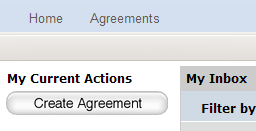 Home Agreements
My Current Actions
Create Agreement
My Inbox
Filter by